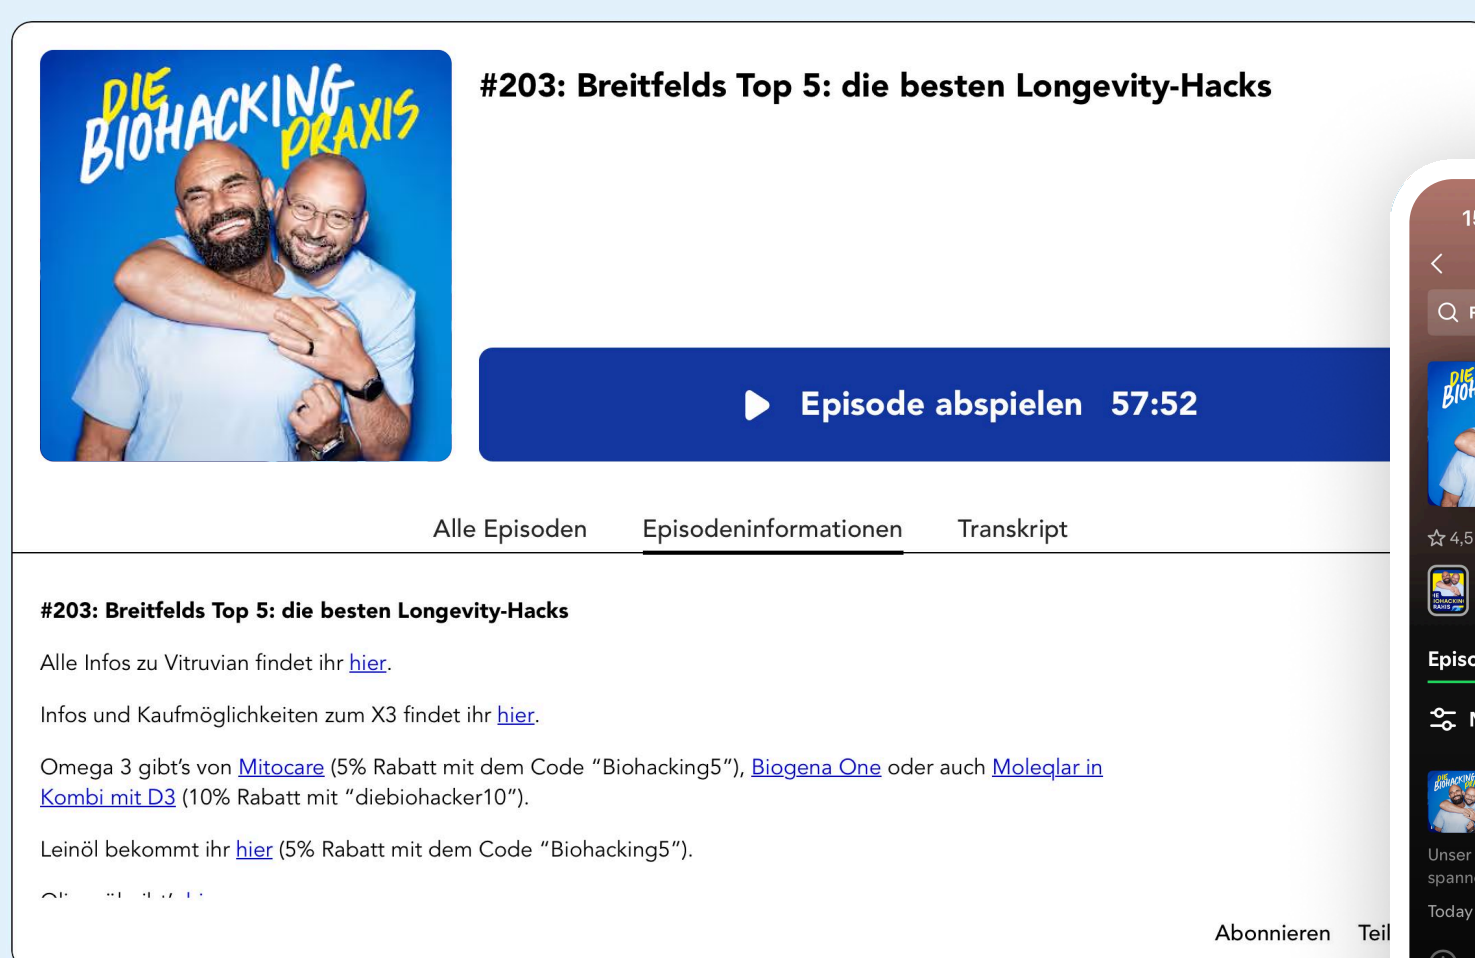 DIE
BIOHACKING
PRAXIS
#203: Breitfelds Top 5: die besten Longevity-Hacks
Episode abspielen 57:52
Alle Episoden Episodeninformationen Transkript
#203: Breitfelds Top 5: die besten Longevity-Hacks
Alle Infos zu Vitruvian findet ihr hier.
Infos und Kaufmöglichkeiten zum X3 findet ihr hier.
Omega 3 gibt’s von Mitocare (5% Rabatt mit dem Code “Biohacking5”), Biogena One oder auch Moleqlar in
Kombi mit D3 (10% Rabatt mit “diebiohacker10”).
Leinöl bekommt ihr hier (5% Rabatt mit dem Code “Biohacking5”).
Abonnieren
4,5
Unser
Today